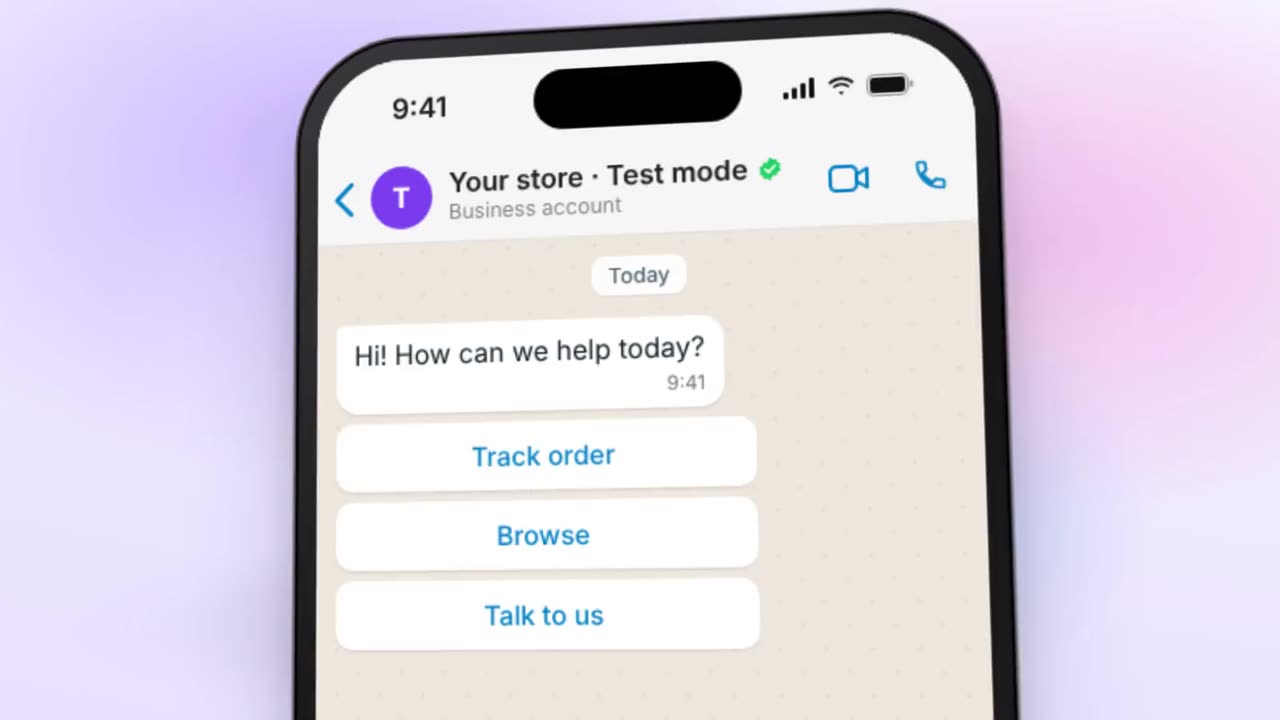 9:41
T
Your store · Test mode
Business account
Today
Hi! How can we help today?
9:41
Track order
Browse
Talk to us